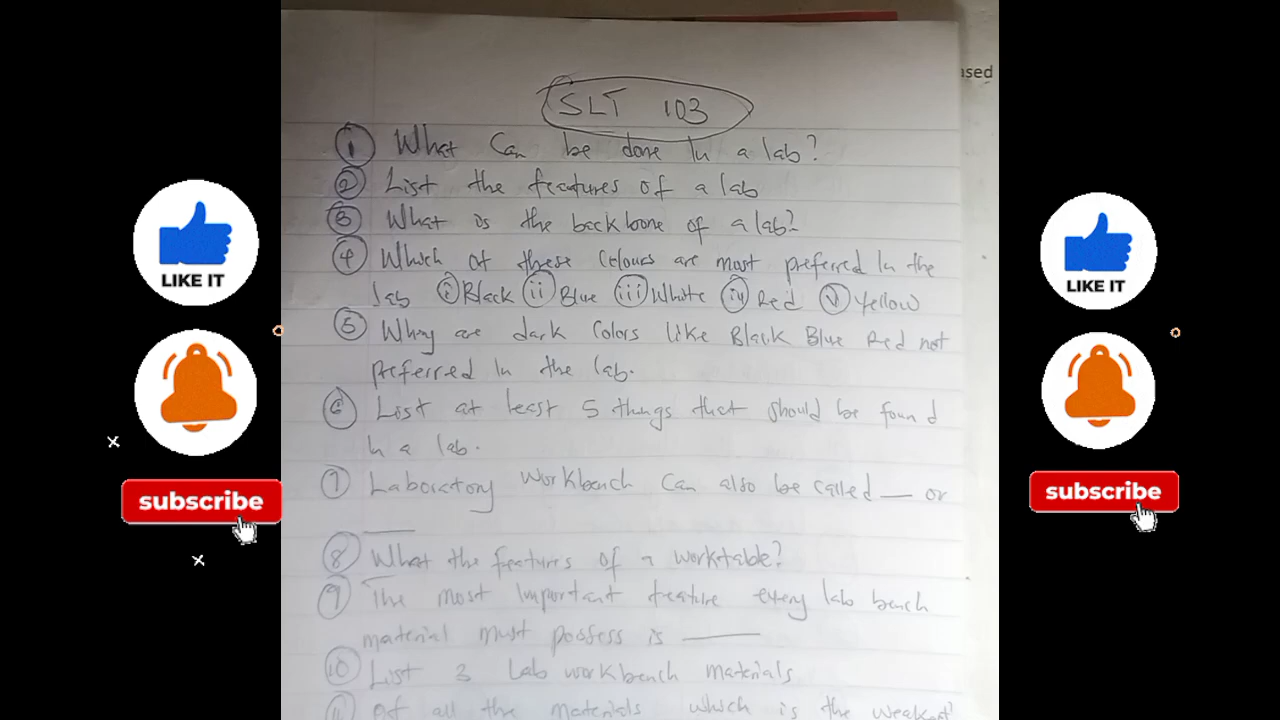 ased
SLT 103
① What Can be done In a lab?
② List the features of a lab
③ What is the backbone of a lab?
④ Which of these Colours are most preferred In the
lab ⓘ Black ⓘⓘ Blue ⓘⓘⓘ White ⓘⓥ Red ⓥ Yellow
⑤ Why are dark Colors like Black Blue Red not
preferred In the lab.
⑥ List at least 5 things that should be found
In a lab.
⑦ Laboratory Workbench Can also be called __ or
__
⑧ What the features of a worktable?
⑨ The most Important feature every lab bench
material must possess is __
⑩ List 3 Lab workbench materials
⑪ Of all the materials which is the weakest
LIKE IT
subscribe
LIKE IT
subscribe